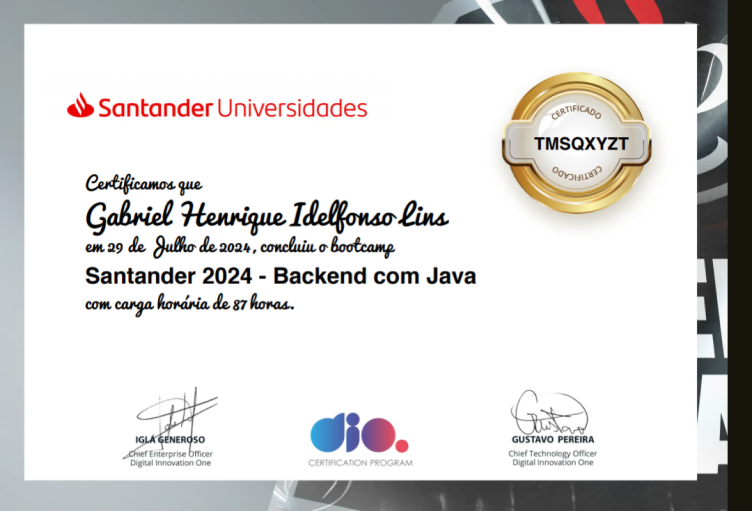 Santander Universidades
CERTIFICADO
TMSQXYZT
CERTIFICADO
Certificamos que
Gabriel Henrique Idelfonso Lins
em 29 de Julho de 2024, concluiu o bootcamp
Santander 2024 - Backend com Java
com carga horária de 87 horas.
IGLÁ GENEROSO
Chief Enterprise Officer
Digital Innovation One
dio.
CERTIFICATION PROGRAM
GUSTAVO PEREIRA
Chief Technology Officer
Digital Innovation One